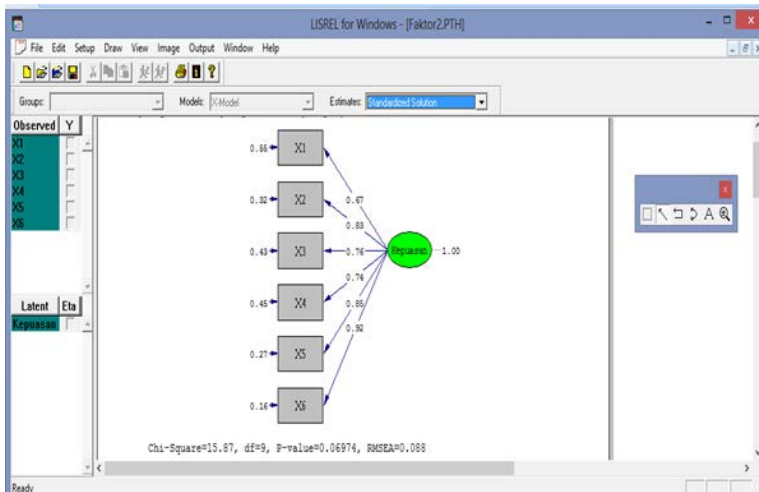 LISREL for Windows - [Faktor2.PTH]
File Edit Setup Draw View Image Output Window Help
Groups: Models: X-Model Estimates: Standardized Solution
Observed Y
X1
X2
X3
X4
X5
X6
Latent Eta
Kepuasan
0.55 X1
0.32 X2
0.43 X3
0.45 X4
0.27 X5
0.16 X6
0.67
0.83
0.76
0.74
0.85
0.92
Kepuasan 1.00
Chi-Square=15.87, df=9, P-value=0.06974, RMSEA=0.088
Ready